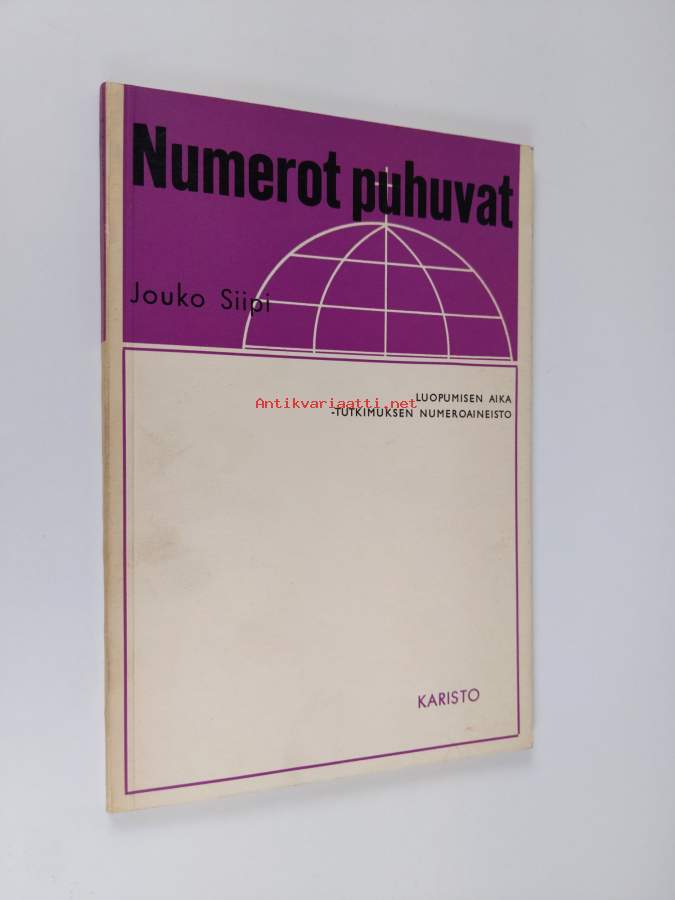 Numerot puhuvat
Jouko Siipi
Antikvariaatti.net
LUOPUMISEN AIKA
-TUTKIMUKSEN NUMEROAINEISTO
KARISTO